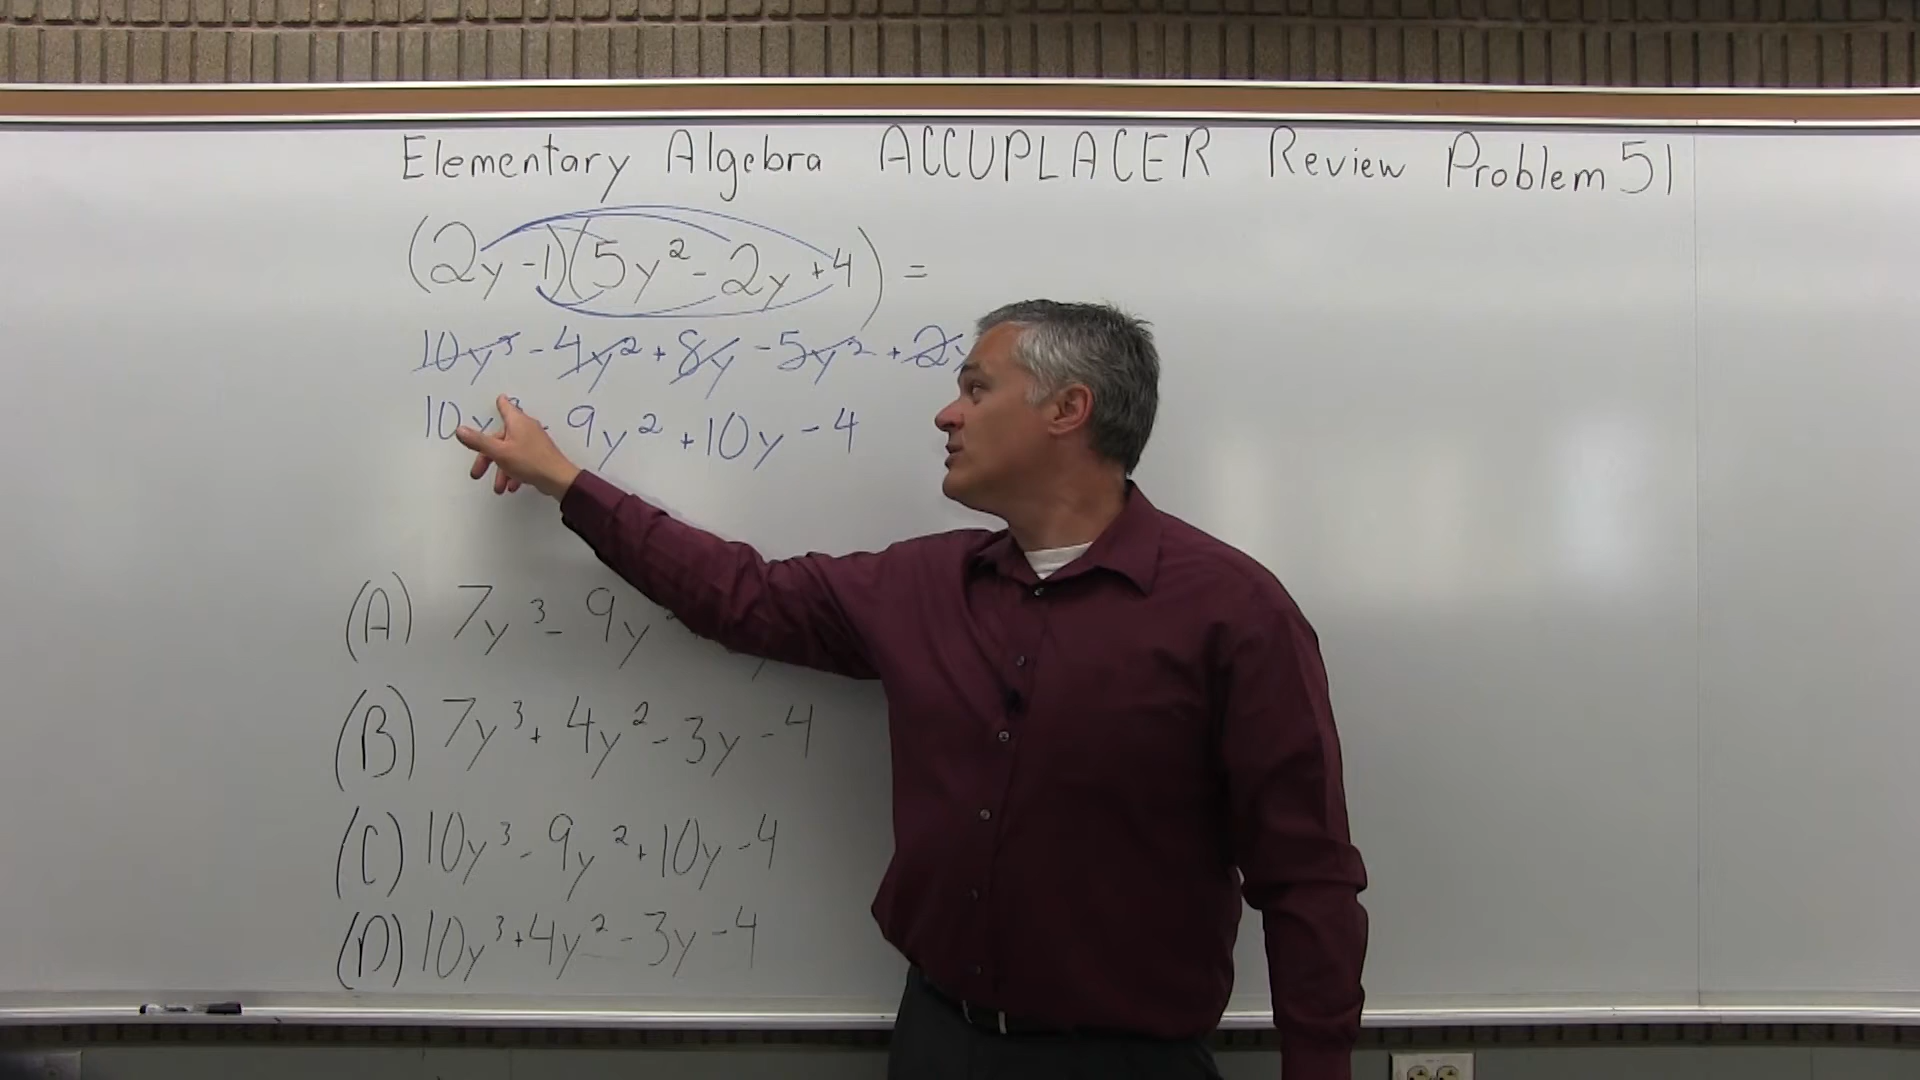 Elementary Algebra ACCUPLACER Review Problem 51
(2y-1)(5y²-2y+4)=
10y³-4y²+8y-5y²+2y
10y³-9y²+10y-4
(A) 7y³-9y²
(B) 7y³+4y²-3y-4
(C) 10y³-9y²+10y-4
(D) 10y³+4y²-3y-4